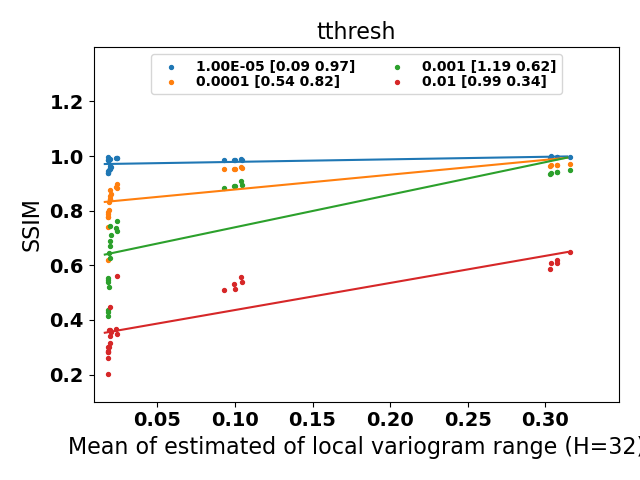 tthresh
1.00E-05 [0.09 0.97]
0.0001 [0.54 0.82]
0.001 [1.19 0.62]
0.01 [0.99 0.34]
1.2
1.0
0.8
0.6
0.4
0.2
SSIM
0.05 0.10 0.15 0.20 0.25 0.30
Mean of estimated of local variogram range (H=32)